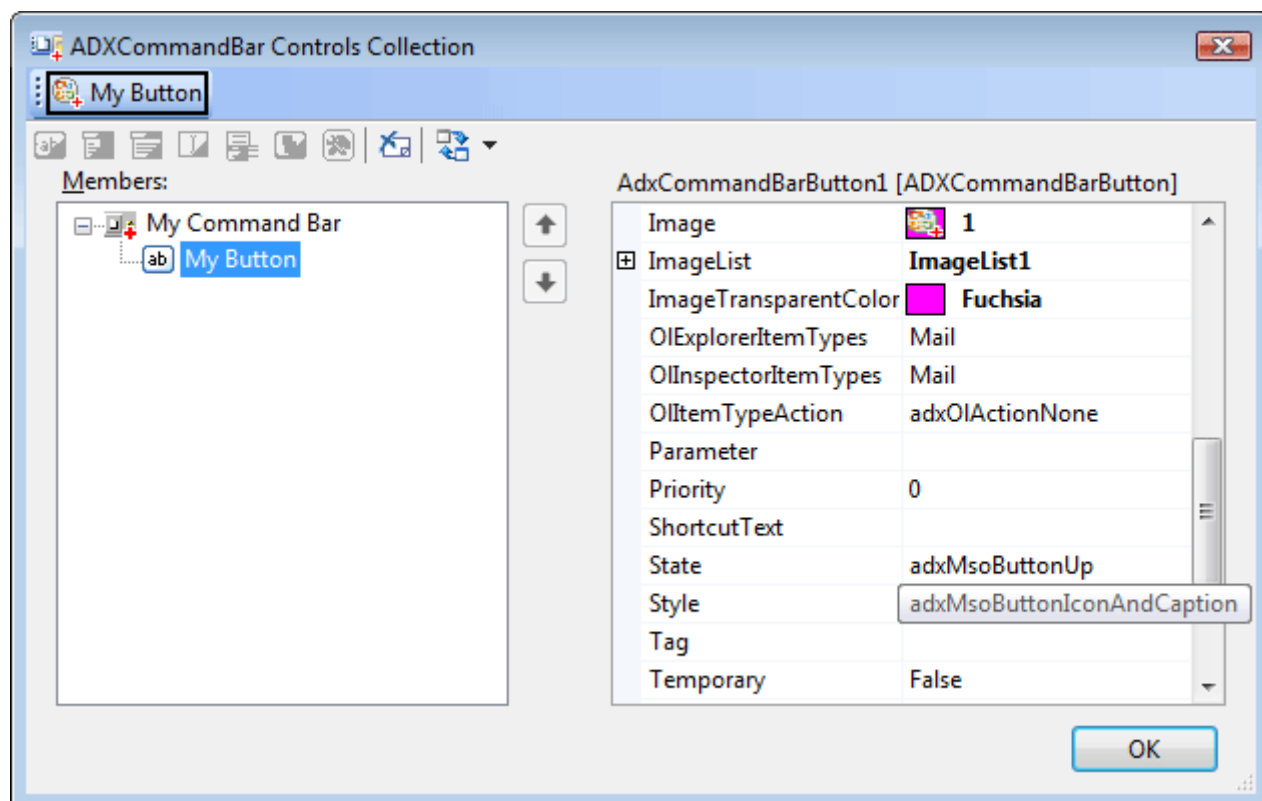 ADXCommandBar Controls Collection
My Button
Members:
AdxCommandBarButton1 [ADXCommandBarButton]
My Command Bar
ab My Button
Image 1
ImageList ImageList1
ImageTransparentColor Fuchsia
OlExplorerItemTypes Mail
OlInspectorItemTypes Mail
OlItemTypeAction adxOlActionNone
Parameter
Priority 0
ShortcutText
State adxMsoButtonUp
Style adxMsoButtonIconAndCaption
Tag
Temporary False
OK